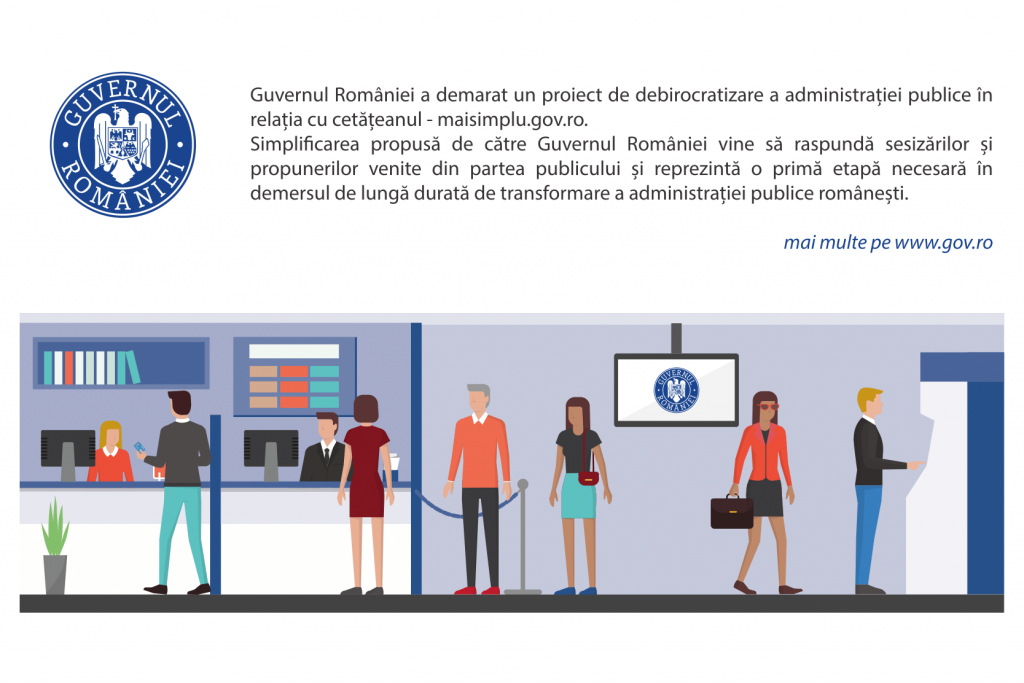 GUVERNUL
ROMÂNIEI
Guvernul României a demarat un proiect de debirocratizare a administrației publice în
relația cu cetățeanul - maisimplu.gov.ro.
Simplificarea propusă de către Guvernul României vine să raspundă sesizărilor și
propunerilor venite din partea publicului și reprezintă o primă etapă necesară în
demersul de lungă durată de transformare a administrației publice românești.
mai multe pe www.gov.ro
GUVERNUL
ROMÂNIEI